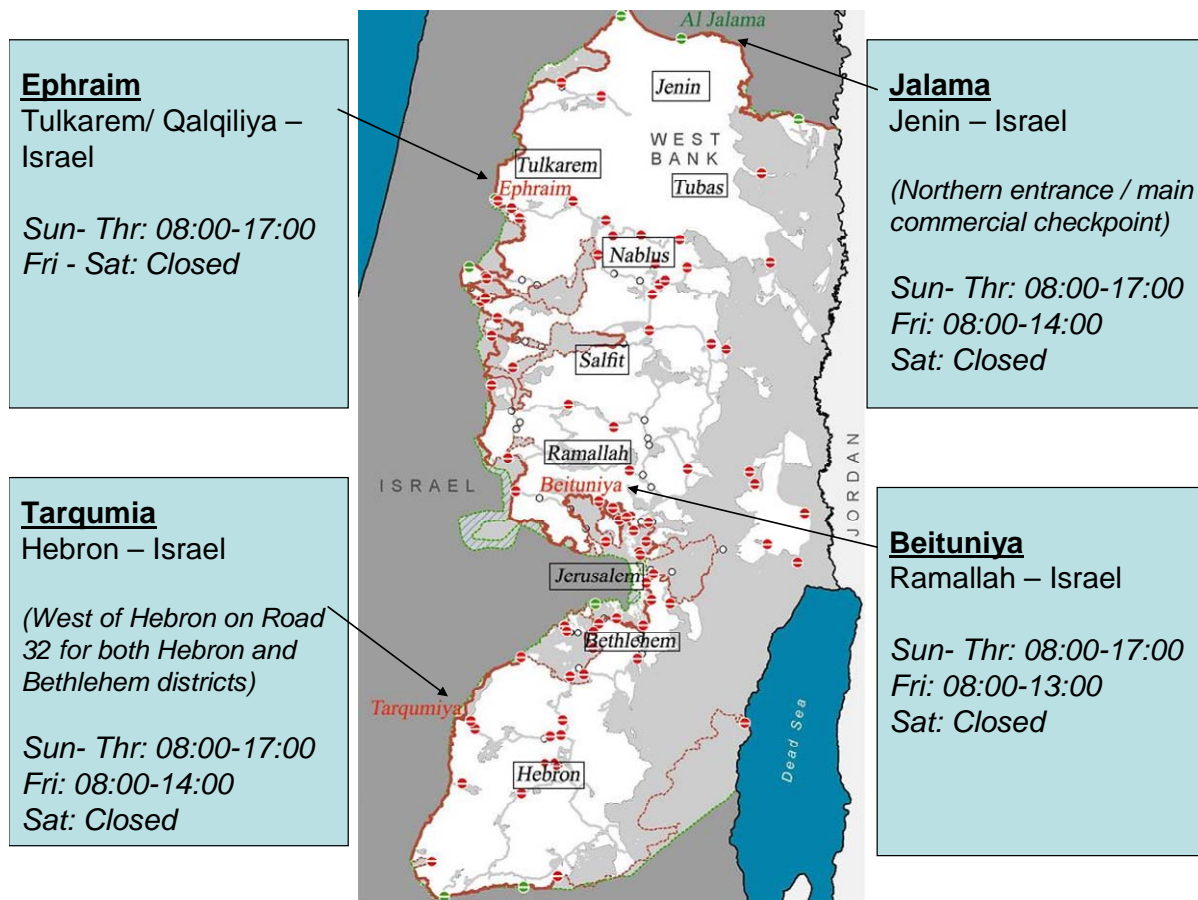 Ephraim
Tulkarem/ Qalqiliya –
Israel
Sun- Thr: 08:00-17:00
Fri - Sat: Closed
Tarqumia
Hebron – Israel
(West of Hebron on Road
32 for both Hebron and
Bethlehem districts)
Sun- Thr: 08:00-17:00
Fri: 08:00-14:00
Sat: Closed
Al Jalama
Jenin
WEST
BANK
Tulkarem
Tubas
Ephraim
Nablus
Salfit
Ramallah
ISRAEL
Beituniya
JORDAN
Jerusalem
Bethlehem
Tarqumiya
Dead Sea
Hebron
Jalama
Jenin – Israel
(Northern entrance / main
commercial checkpoint)
Sun- Thr: 08:00-17:00
Fri: 08:00-14:00
Sat: Closed
Beituniya
Ramallah – Israel
Sun- Thr: 08:00-17:00
Fri: 08:00-13:00
Sat: Closed